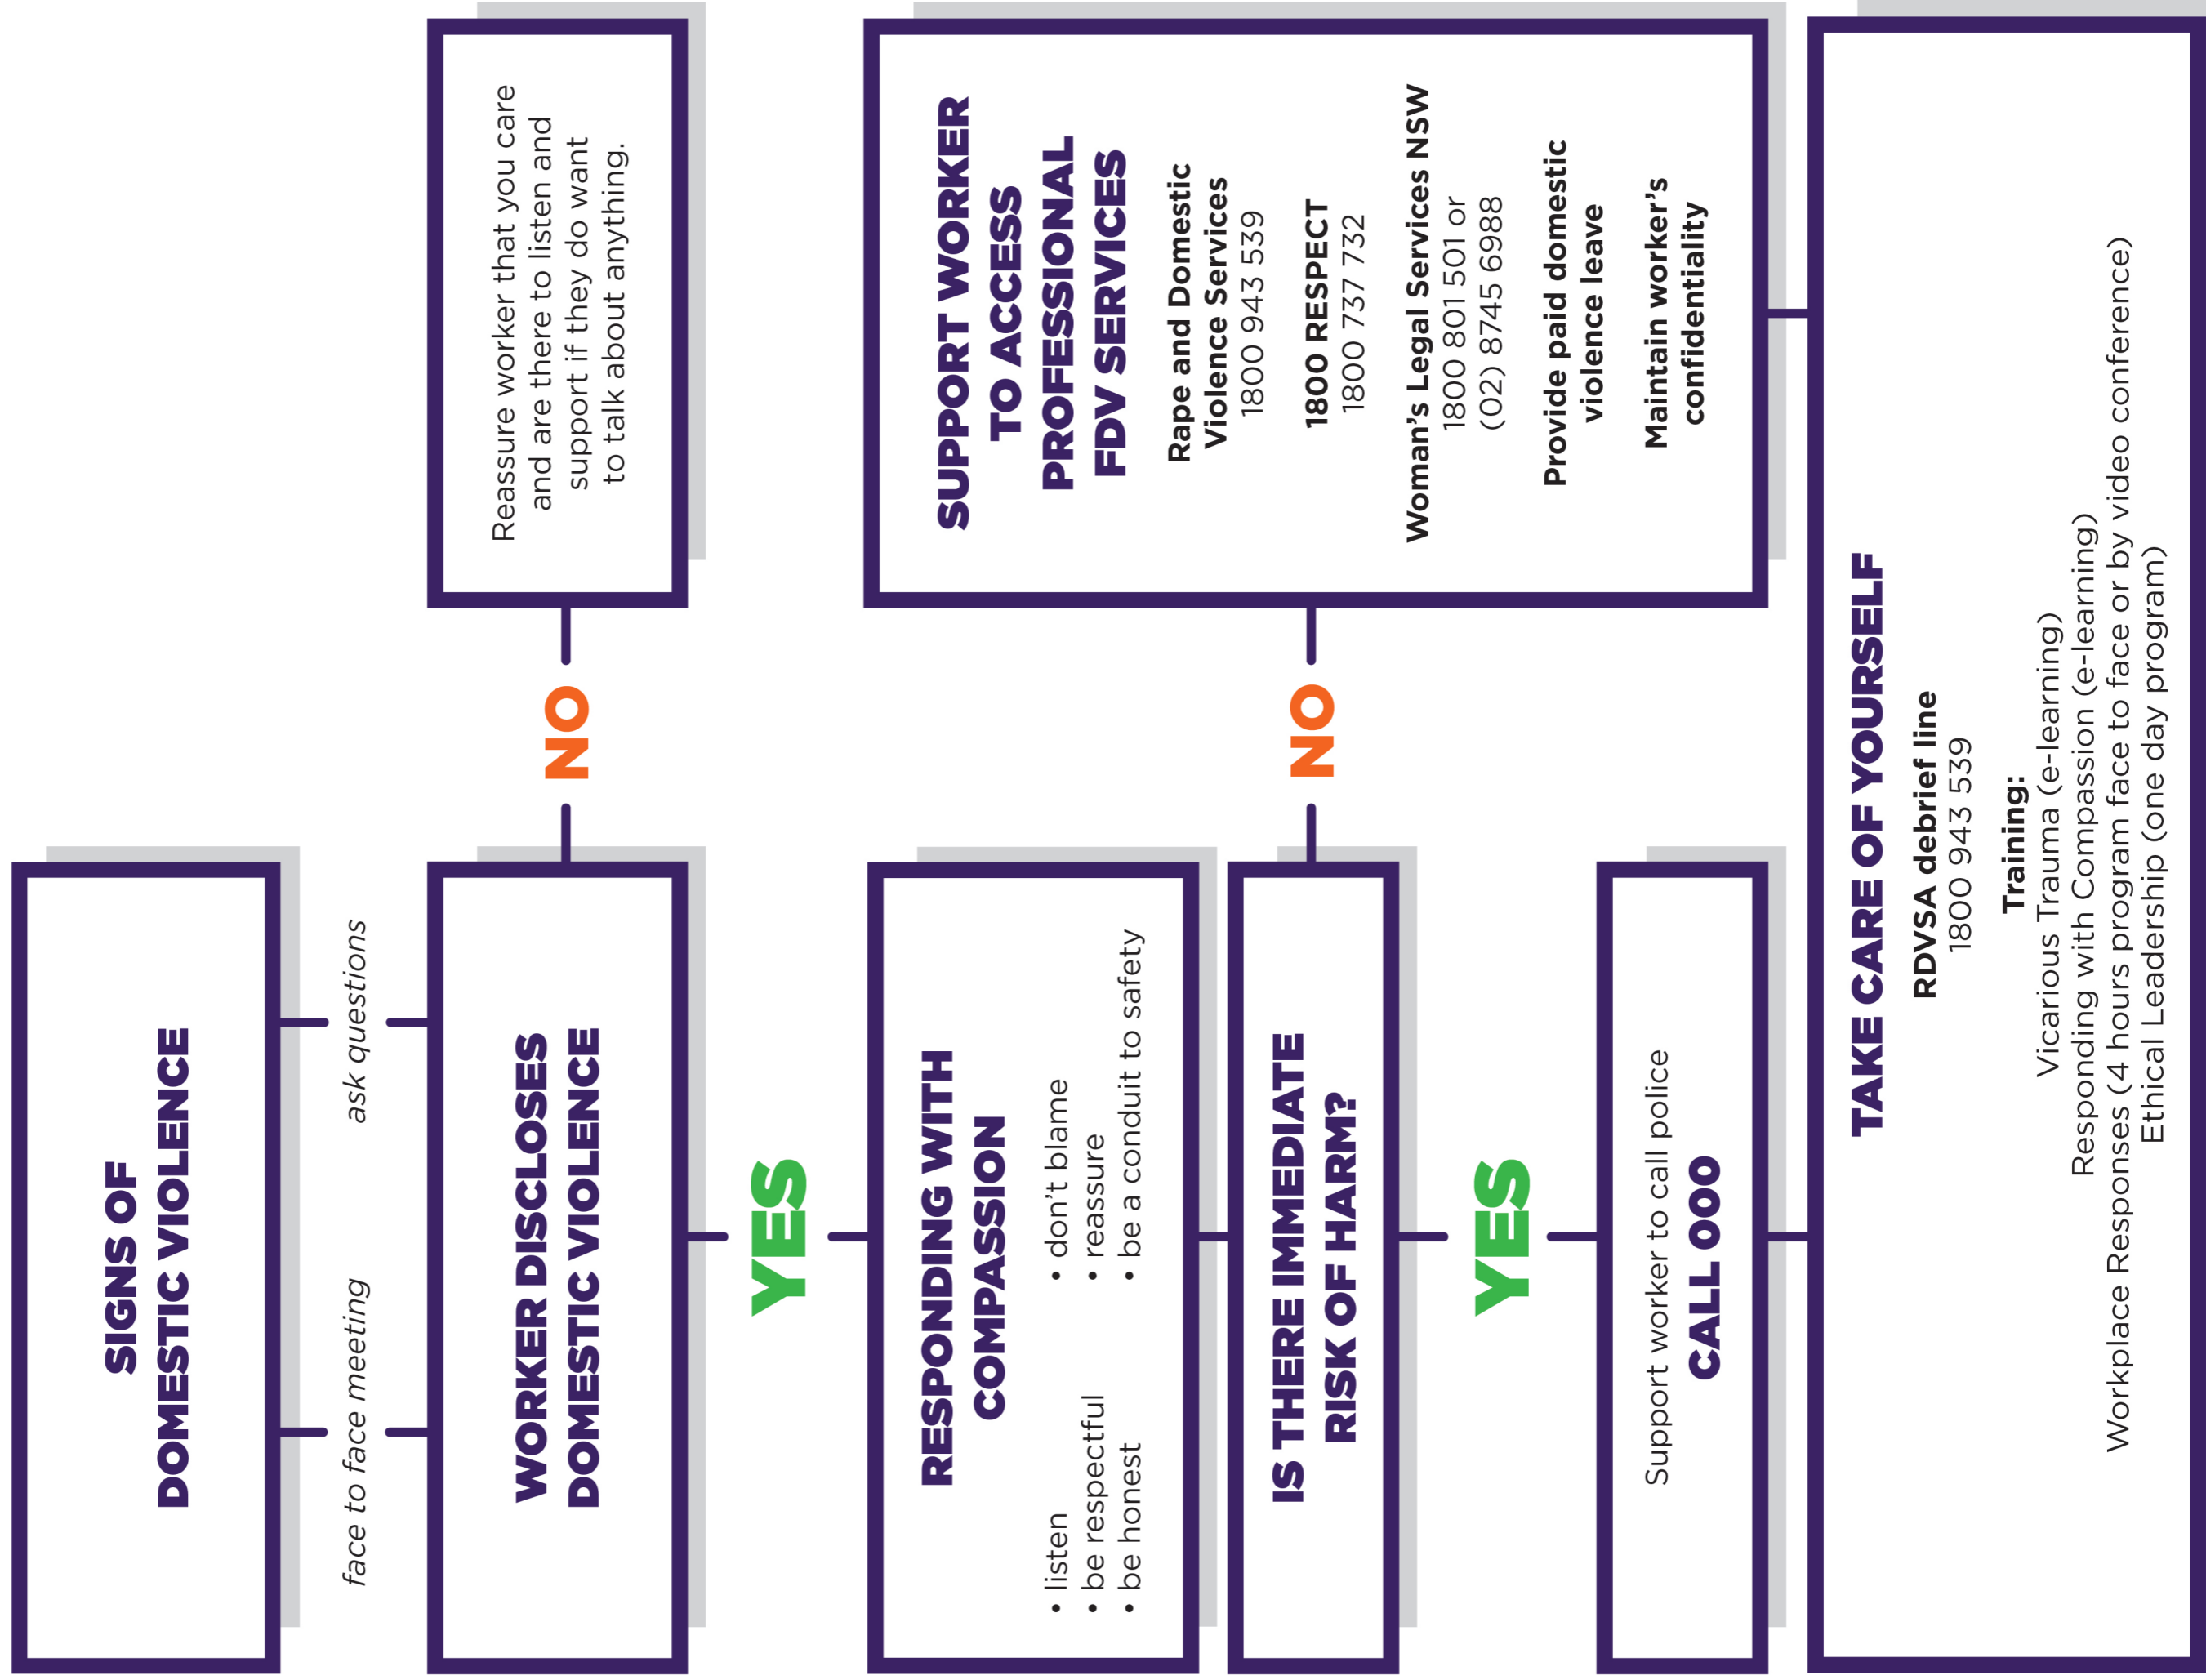 SIGNS OF
DOMESTIC VIOLENCE
face to face meeting
ask questions
WORKER DISCLOSES
DOMESTIC VIOLENCE
NO
Reassure worker that you care
and are there to listen and
support if they do want
to talk about anything.
YES
RESPONDING WITH
COMPASSION
• listen
• be respectful
• be honest
• don't blame
• reassure
• be a conduit to safety
IS THERE IMMEDIATE
RISK OF HARM?
NO
SUPPORT WORKER
TO ACCESS
PROFESSIONAL
FDV SERVICES
Rape and Domestic
Violence Services
1800 943 539
1800 RESPECT
1800 737 732
Woman's Legal Services NSW
1800 801 501 or
(02) 8745 6988
Provide paid domestic
violence leave
Maintain worker's
confidentiality
YES
Support worker to call police
CALL 000
TAKE CARE OF YOURSELF
RDVSA debrief line
1800 943 539
Training:
Vicarious Trauma (e-learning)
Responding with Compassion (e-learning)
Workplace Responses (4 hours program face to face or by video conference)
Ethical Leadership (one day program)